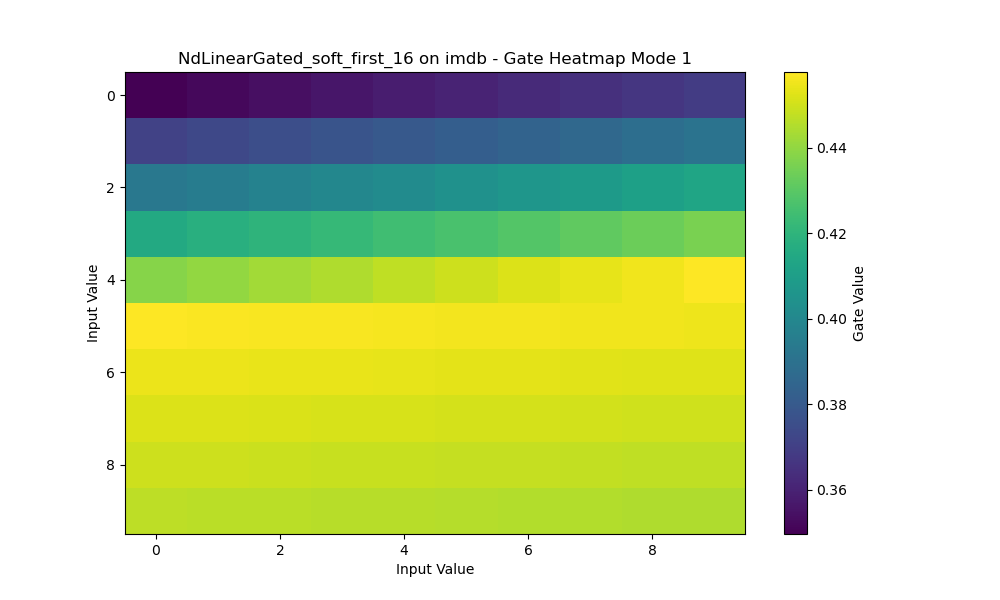 NdLinearGated_soft_first_16 on imdb - Gate Heatmap Mode 1
0
2
4
6
8
Input Value
0 2 4 6 8
Input Value
0.44
0.42
0.40
0.38
0.36
Gate Value